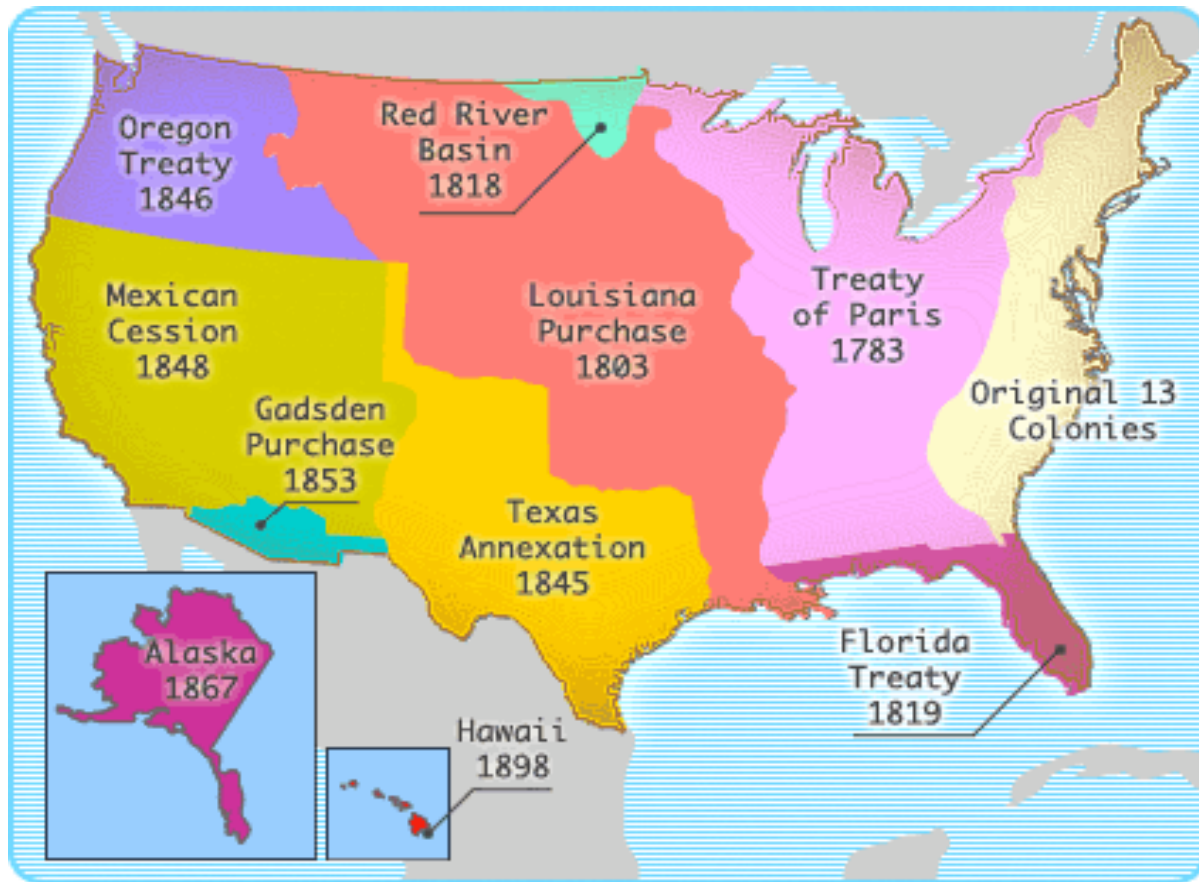 Oregon
Treaty
1846
Red River
Basin
1818
Mexican
Cession
1848
Louisiana
Purchase
1803
Treaty
of Paris
1783
Original 13
Colonies
Gadsden
Purchase
1853
Texas
Annexation
1845
Alaska
1867
Florida
Treaty
1819
Hawaii
1898